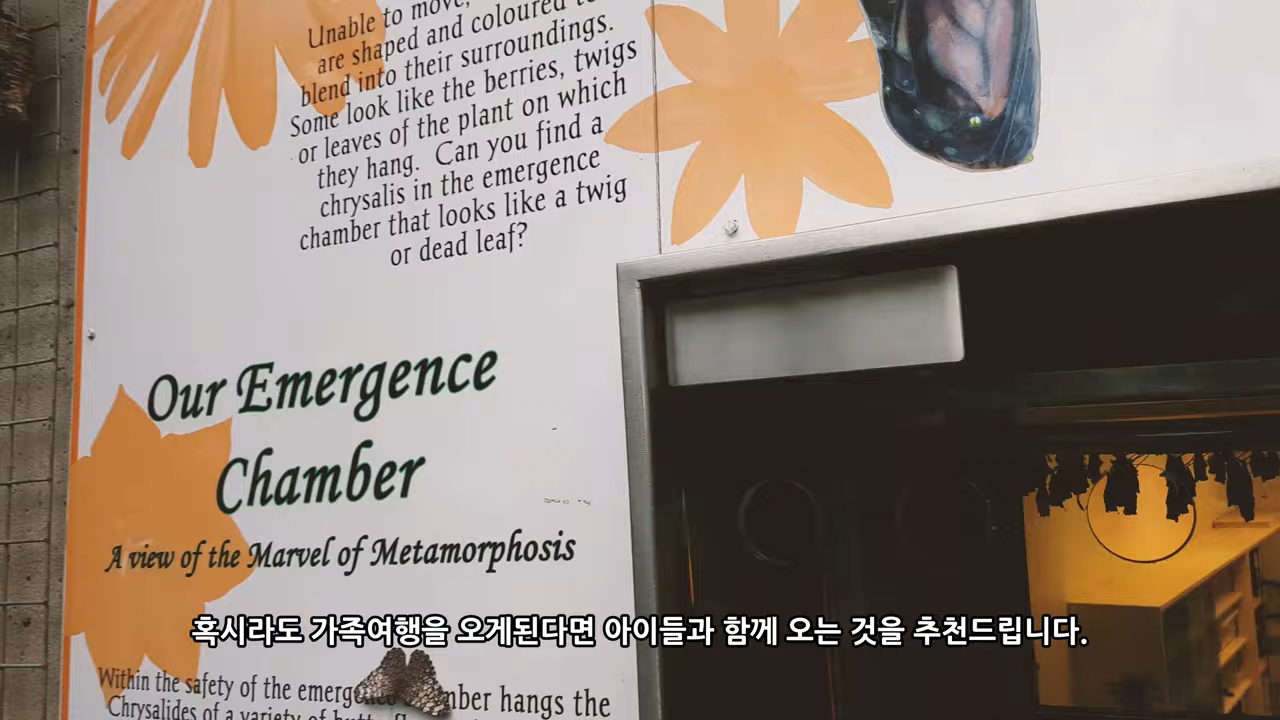 Unable to move,
are shaped and coloured to
blend into their surroundings.
Some look like the berries, twigs
or leaves of the plant on which
they hang. Can you find a
chrysalis in the emergence
chamber that looks like a twig
or dead leaf?
Our Emergence
Chamber
A view of the Marvel of Metamorphosis
혹시라도 가족여행을 오게된다면 아이들과 함께 오는 것을 추천드립니다.
Within the safety of the hangs the
Chrysalides of a variety of